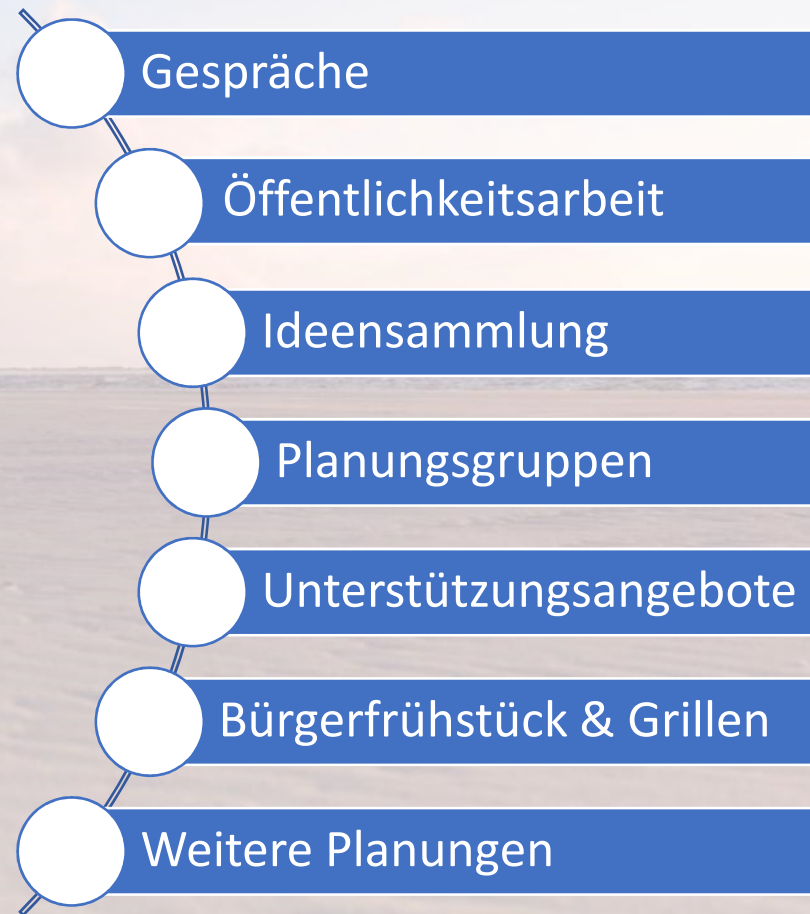 Gespräche
Öffentlichkeitsarbeit
Ideensammlung
Planungsgruppen
Unterstützungsangebote
Bürgerfrühstück & Grillen
Weitere Planungen